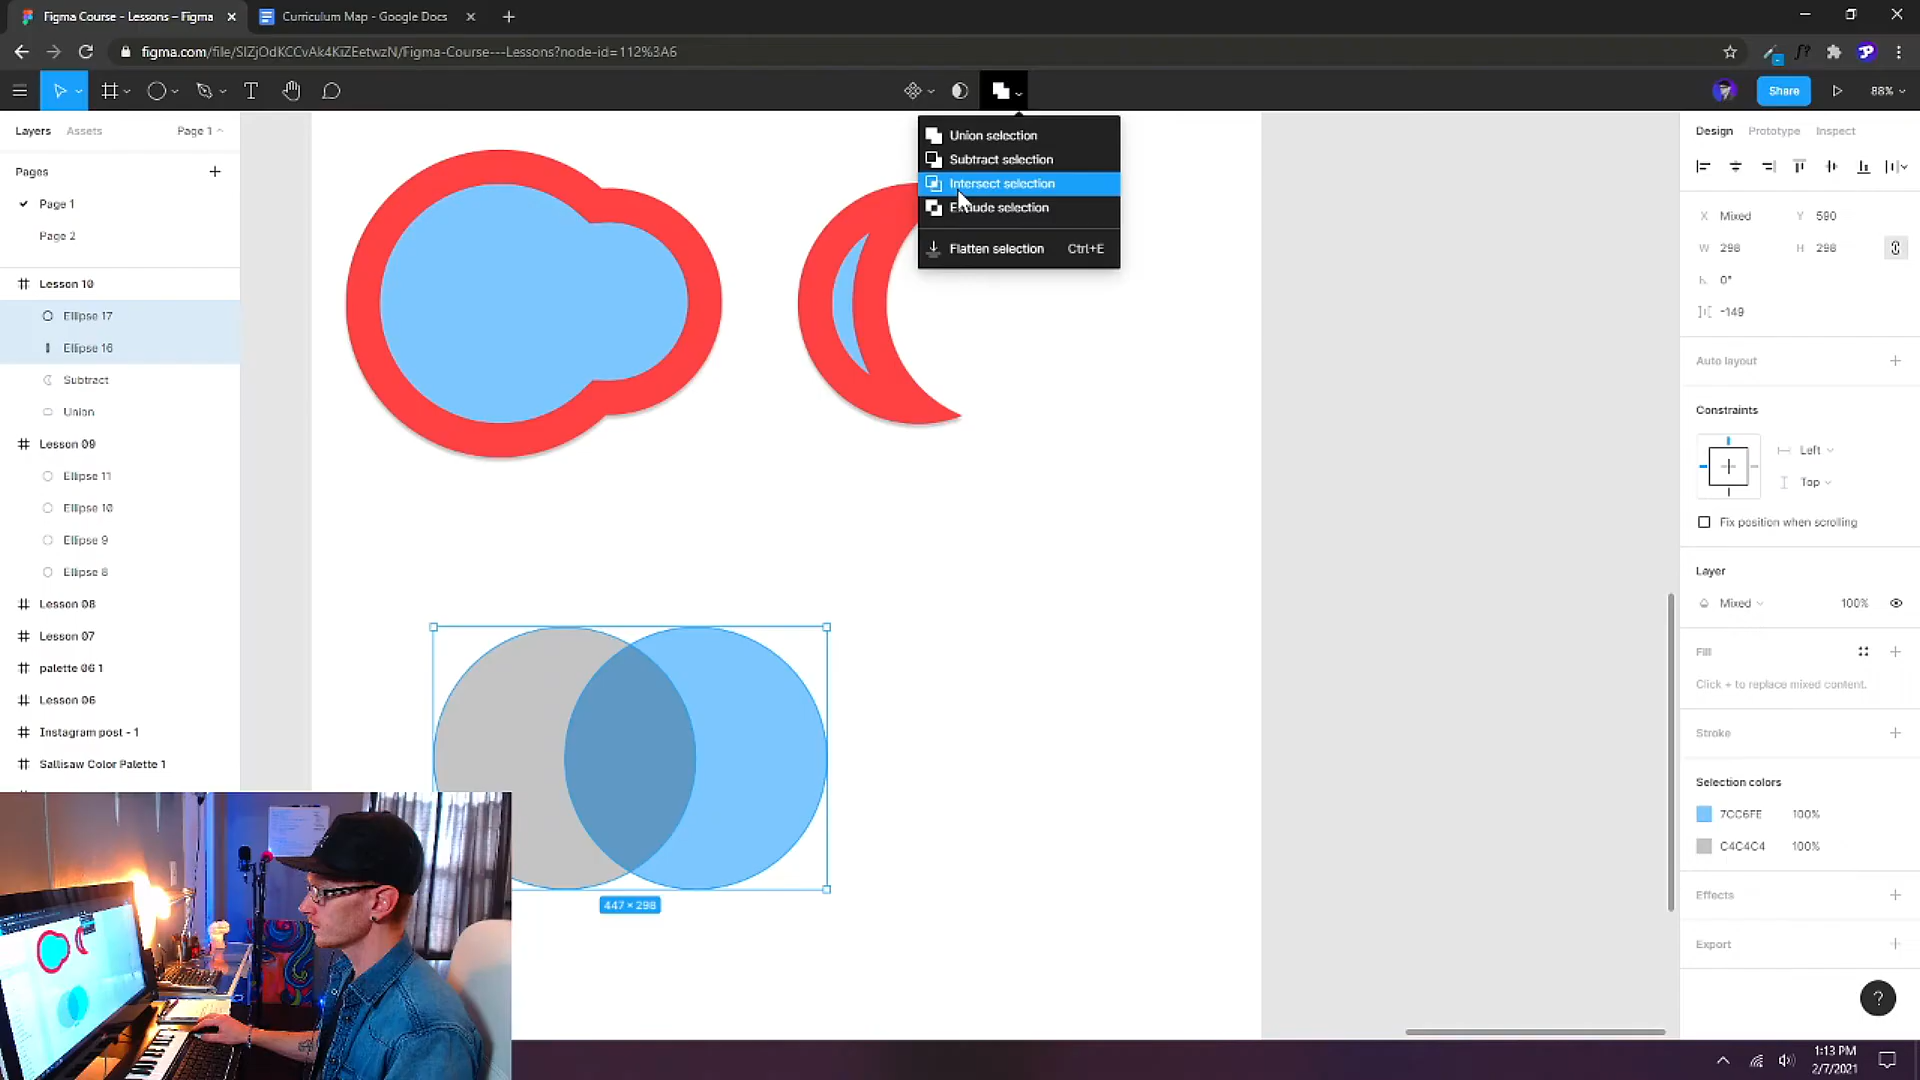 Figma Course - Lessons – Figma
Curriculum Map - Google Docs
figma.com/file/SIZjOdKCCvAk4KiZEetwzN/Figma-Course---Lessons?node-id=112%3A6
Share
88%
Layers
Assets
Page 1
Pages
Page 1
Page 2
Lesson 10
Ellipse 17
Ellipse 16
Subtract
Union
Lesson 09
Ellipse 11
Ellipse 10
Ellipse 9
Ellipse 8
Lesson 08
Lesson 07
palette 06 1
Lesson 06
Instagram post - 1
Sallisaw Color Palette 1
Union selection
Subtract selection
Intersect selection
Exclude selection
Flatten selection Ctrl+E
447 × 298
Design
Prototype
Inspect
X Mixed Y 590
W 298 H 298
0°
-149
Auto layout
Constraints
Left
Top
Fix position when scrolling
Layer
Mixed 100%
Fill
Click + to replace mixed content.
Stroke
Selection colors
7CC6FE 100%
C4C4C4 100%
Effects
Export
?
1:13 PM
2/7/2021